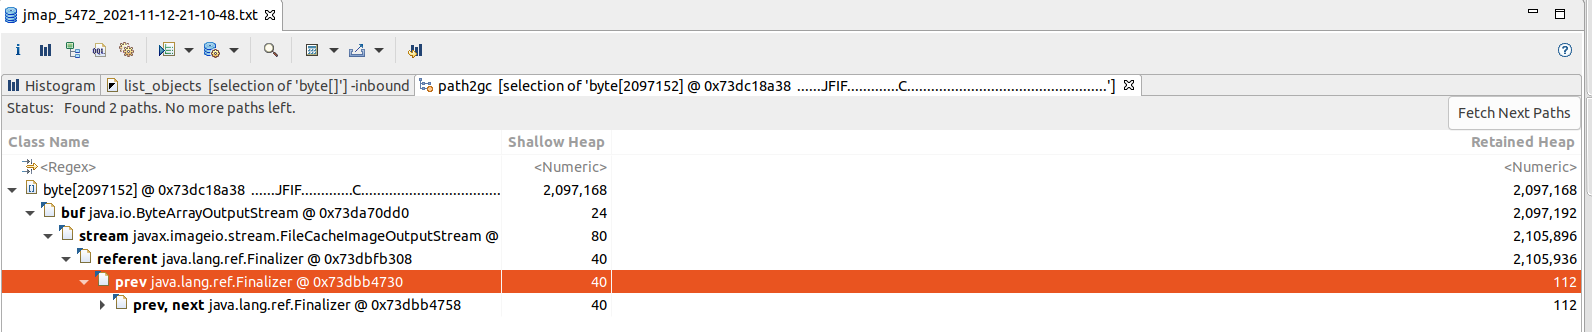 jmap_5472_2021-11-12-21-10-48.txt
Histogram list_objects [selection of 'byte[]'] -inbound path2gc [selection of 'byte[2097152] @ 0x73dc18a38 .......JFIF.............C...................................................']
Status: Found 2 paths. No more paths left.
Fetch Next Paths
Class Name Shallow Heap Retained Heap
<Regex> <Numeric> <Numeric>
byte[2097152] @ 0x73dc18a38 .......JFIF.............C................................... 2,097,168 2,097,168
buf java.io.ByteArrayOutputStream @ 0x73da70dd0 24 2,097,192
stream javax.imageio.stream.FileCacheImageOutputStream @ 80 2,105,896
referent java.lang.ref.Finalizer @ 0x73dbfb308 40 2,105,936
prev java.lang.ref.Finalizer @ 0x73dbb4730 40 112
prev, next java.lang.ref.Finalizer @ 0x73dbb4758 40 112